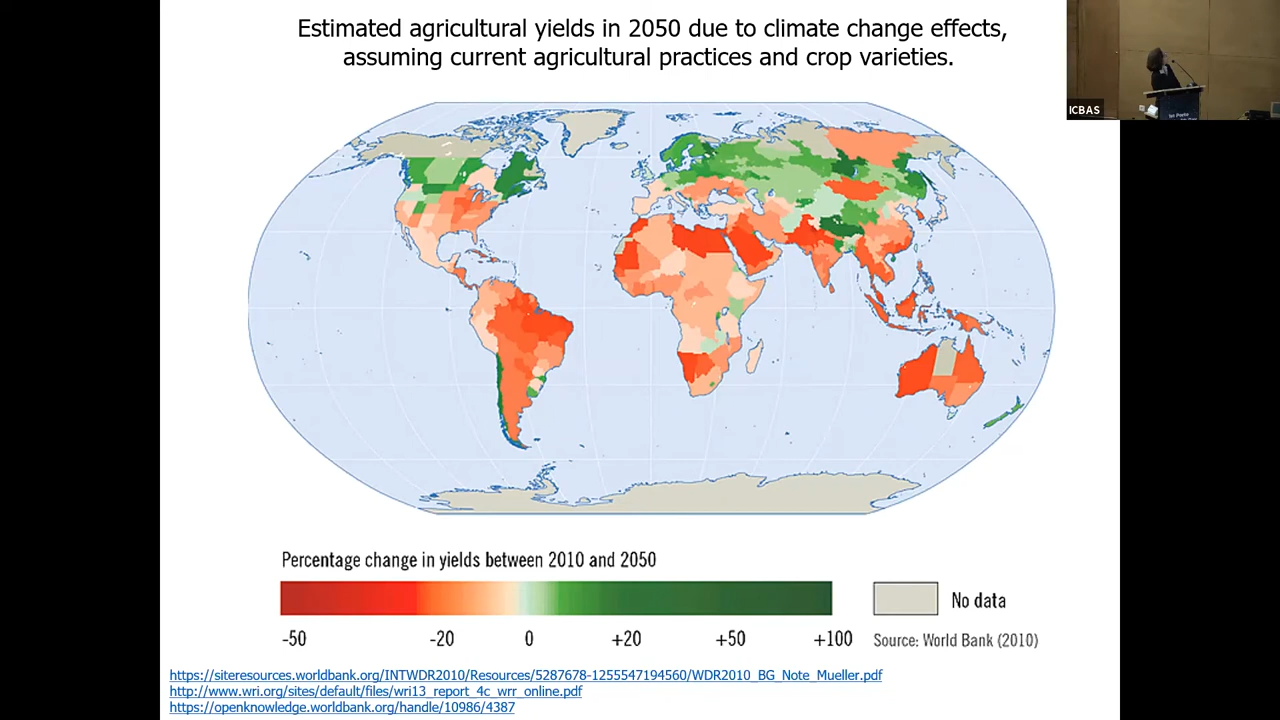 Estimated agricultural yields in 2050 due to climate change effects,
assuming current agricultural practices and crop varieties.
ICBAS
Percentage change in yields between 2010 and 2050
-50 -20 0 +20 +50 +100
No data
Source: World Bank (2010)
https://siteresources.worldbank.org/INTWDR2010/Resources/5287678-1255547194560/WDR2010_BG_Note_Mueller.pdf
http://www.wri.org/sites/default/files/wri13_report_4c_wrr_online.pdf
https://openknowledge.worldbank.org/handle/10986/4387